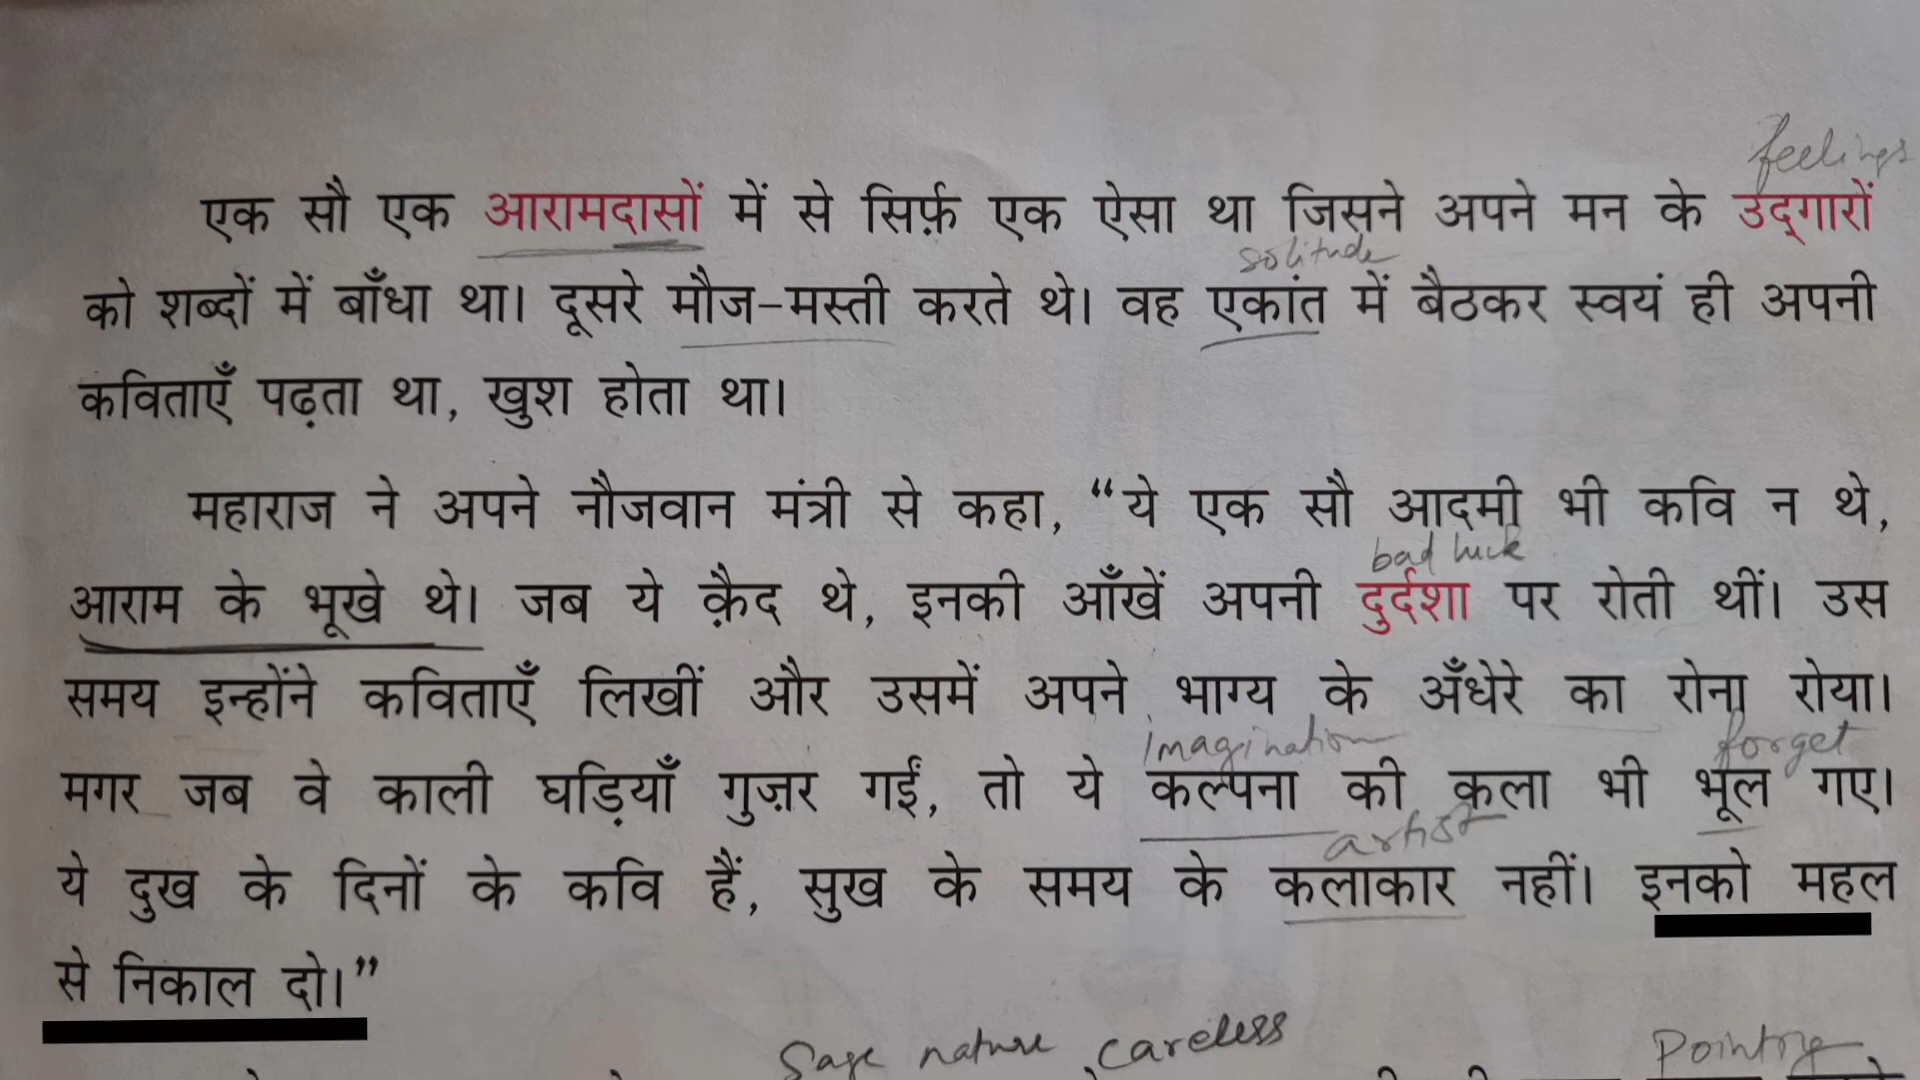 feelings
एक सौ एक आरामदासों में से सिर्फ़ एक ऐसा था जिसने अपने मन के उद्‌गारों
solitude
को शब्दों में बाँधा था। दूसरे मौज-मस्ती करते थे। वह एकांत में बैठकर स्वयं ही अपनी
कविताएँ पढ़ता था, खुश होता था।
महाराज ने अपने नौजवान मंत्री से कहा, “ये एक सौ आदमी भी कवि न थे,
bad luck
आराम के भूखे थे। जब ये क़ैद थे, इनकी आँखें अपनी दुर्दशा पर रोती थीं। उस
समय इन्होंने कविताएँ लिखीं और उसमें अपने भाग्य के अँधेरे का रोना रोया।
imagination forget
मगर जब वे काली घड़ियाँ गुज़र गईं, तो ये कल्पना की कला भी भूल गए।
artist
ये दुख के दिनों के कवि हैं, सुख के समय के कलाकार नहीं। इनको महल
से निकाल दो।”
Sage nature careless Pointing